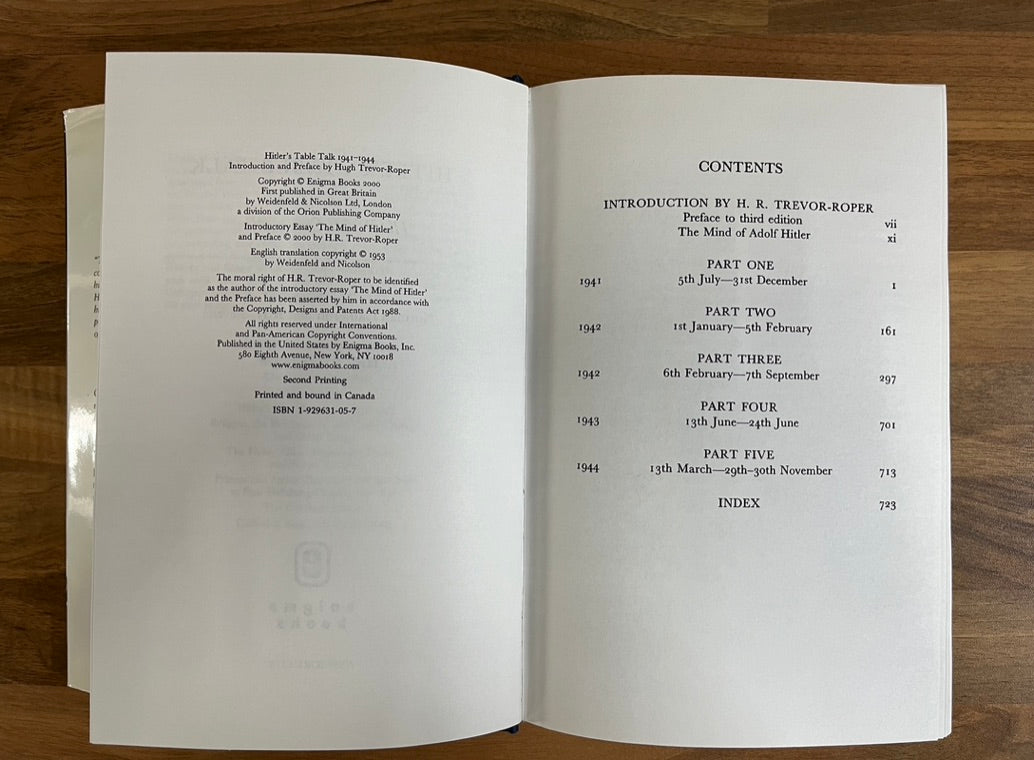 Hitler's Table Talk 1941–1944
Introduction and Preface by Hugh Trevor-Roper
Copyright © Enigma Books 2000
First published in Great Britain
by Weidenfeld & Nicolson Ltd, London
a division of the Orion Publishing Company
Introductory Essay 'The Mind of Hitler'
and Preface © 2000 by H.R. Trevor-Roper
English translation copyright © 1953
by Weidenfeld and Nicolson
The moral right of H.R. Trevor-Roper to be identified
as the author of the introductory essay 'The Mind of Hitler'
and the Preface has been asserted by him in accordance with
the Copyright, Designs and Patents Act 1988.
All rights reserved under International
and Pan-American Copyright Conventions.
Published in the United States by Enigma Books, Inc.
580 Eighth Avenue, New York, NY 10018
www.enigmabooks.com
Second Printing
Printed and bound in Canada
ISBN 1-929631-05-7
enigma
books
CONTENTS
INTRODUCTION BY H. R. TREVOR-ROPER
Preface to third edition vii
The Mind of Adolf Hitler xi
PART ONE
1941 5th July—31st December 1
PART TWO
1942 1st January—5th February 161
PART THREE
1942 6th February—7th September 297
PART FOUR
1943 13th June—24th June 701
PART FIVE
1944 13th March—29th-30th November 713
INDEX 723